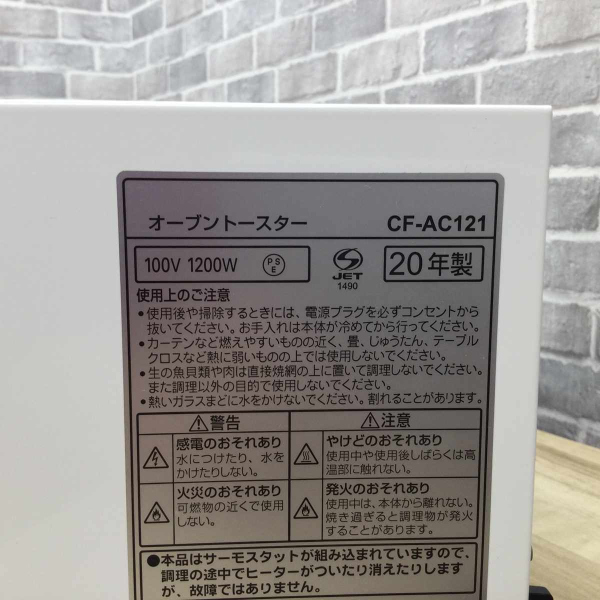 オーブントースター CF-AC121
100V 1200W PSE JET 1490 20年製
使用上のご注意
●使用後や掃除するときには、電源プラグを必ずコンセントから
抜いてください。お手入れは本体が冷めてから行ってください。
●カーテンなど燃えやすいものの近く、畳、じゅうたん、テーブル
クロスなど熱に弱いものの上では使用しないでください。
●生の魚貝類や肉は直接焼網の上に置いて調理しないでください。
また調理以外の目的で使用しないでください。
●熱いガラスまどに水をかけないでください。割れることがあります。
警告
感電のおそれあり
水につけたり、水を
かけたりしない。
火災のおそれあり
可燃物の近くで使用
しない。
注意
やけどのおそれあり
使用中や使用後しばらくは高
温部に触れない。
発火のおそれあり
使用中は、本体から離れない。
焼き過ぎると調理物が発火
することがあります。
●本品はサーモスタットが組み込まれていますので、
調理の途中でヒーターがついたり消えたりします
が、故障ではありません。